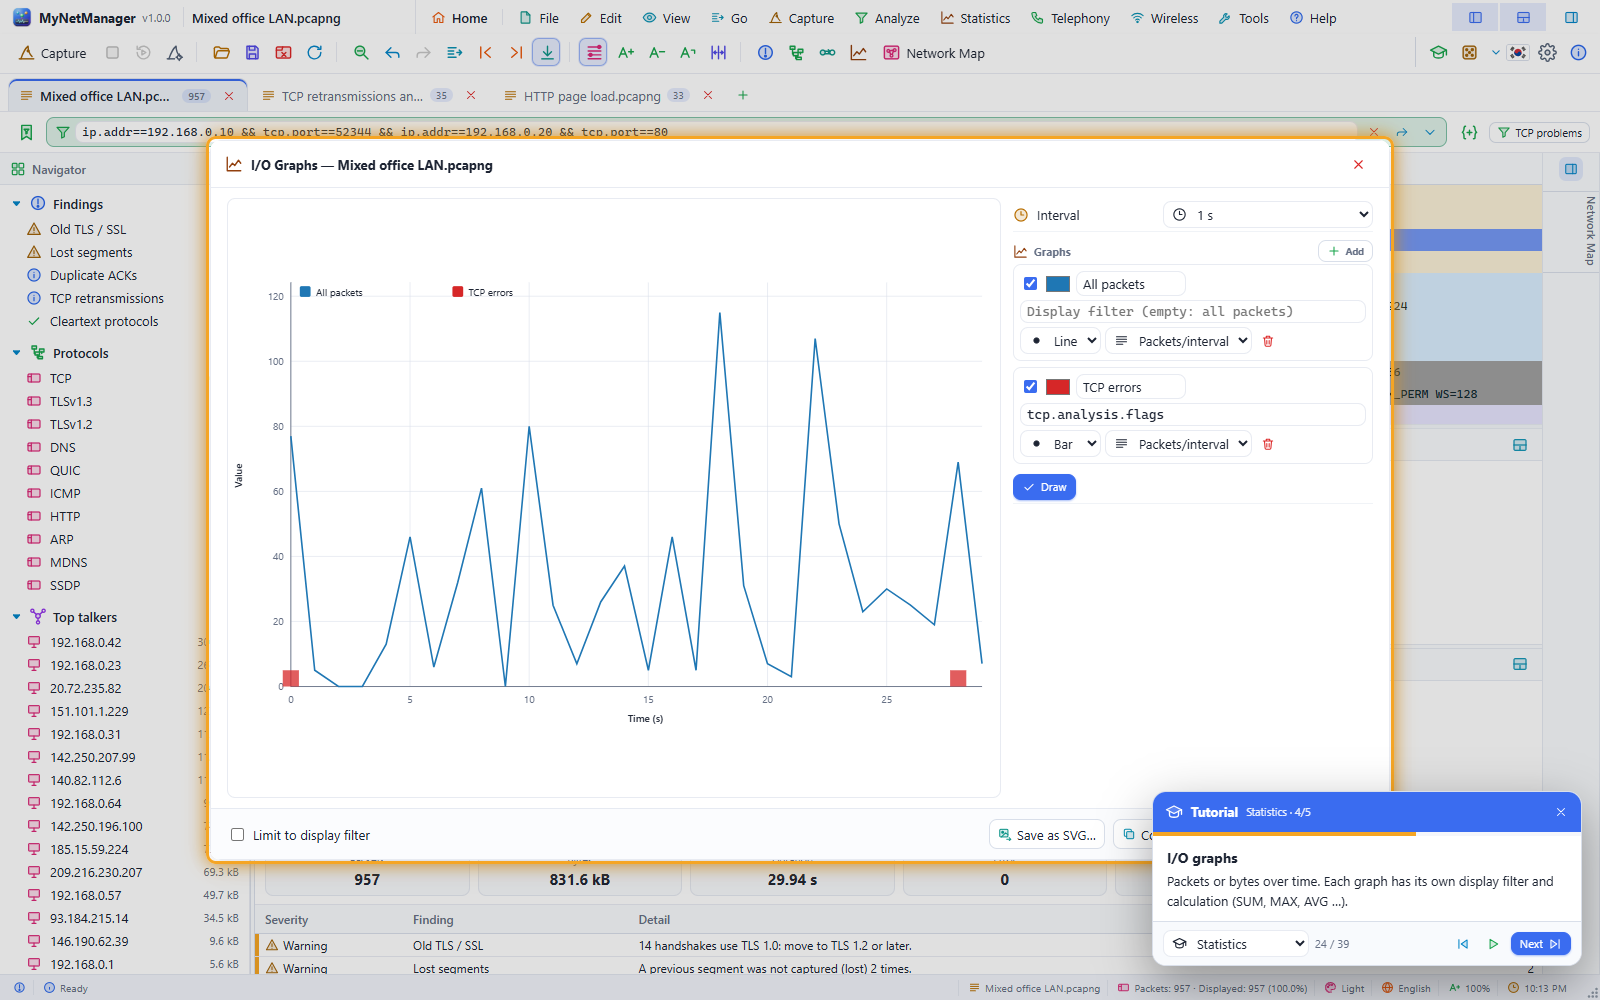 MyNetManager v1.0.0 Mixed office LAN.pcapng Home File Edit View Go Capture Analyze Statistics Telephony Wireless Tools Help
Capture A+ A- Network Map
Mixed office LAN.pc... 957 TCP retransmissions an... 35 HTTP page load.pcapng 33
ip.addr==192.168.0.10 && tcp.port==52344 && ip.addr==192.168.0.20 && tcp.port==80 TCP problems
Navigator
Findings
Old TLS / SSL
Lost segments
Duplicate ACKs
TCP retransmissions
Cleartext protocols
Protocols
TCP
TLSv1.3
TLSv1.2
DNS
QUIC
ICMP
HTTP
ARP
MDNS
SSDP
Top talkers
192.168.0.42
192.168.0.23
20.72.235.82
151.101.1.229
192.168.0.31
142.250.207.99
140.82.112.6
192.168.0.64
142.250.196.100
185.15.59.224
209.216.230.207 69.3 kB
192.168.0.57 49.7 kB
93.184.215.14 34.5 kB
146.190.62.39 9.6 kB
192.168.0.1 5.6 kB
I/O Graphs — Mixed office LAN.pcapng
All packets TCP errors
120
100
80
60
40
20
0
Value
0 5 10 15 20 25
Time (s)
Interval 1 s
Graphs Add
All packets
Display filter (empty: all packets)
Line Packets/interval
TCP errors
tcp.analysis.flags
Bar Packets/interval
Draw
Limit to display filter Save as SVG...
Network Map
24
_PERM WS=128
957 831.6 kB 29.94 s 0
Severity Finding Detail
Warning Old TLS / SSL 14 handshakes use TLS 1.0: move to TLS 1.2 or later.
Warning Lost segments A previous segment was not captured (lost) 2 times. 2
Tutorial Statistics · 4/5
I/O graphs
Packets or bytes over time. Each graph has its own display filter and
calculation (SUM, MAX, AVG ...).
Statistics 24 / 39 Next
Ready Mixed office LAN.pcapng Packets: 957 · Displayed: 957 (100.0%) Light English A+ 100% 10:13 PM